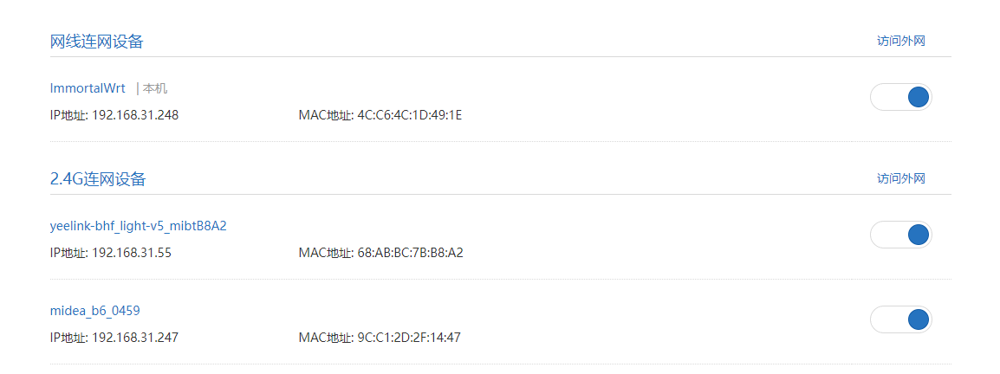 网线连网设备 访问外网
ImmortalWrt | 本机
IP地址: 192.168.31.248 MAC地址: 4C:C6:4C:1D:49:1E
2.4G连网设备 访问外网
yeelink-bhf_light-v5_mibtB8A2
IP地址: 192.168.31.55 MAC地址: 68:AB:BC:7B:B8:A2
midea_b6_0459
IP地址: 192.168.31.247 MAC地址: 9C:C1:2D:2F:14:47